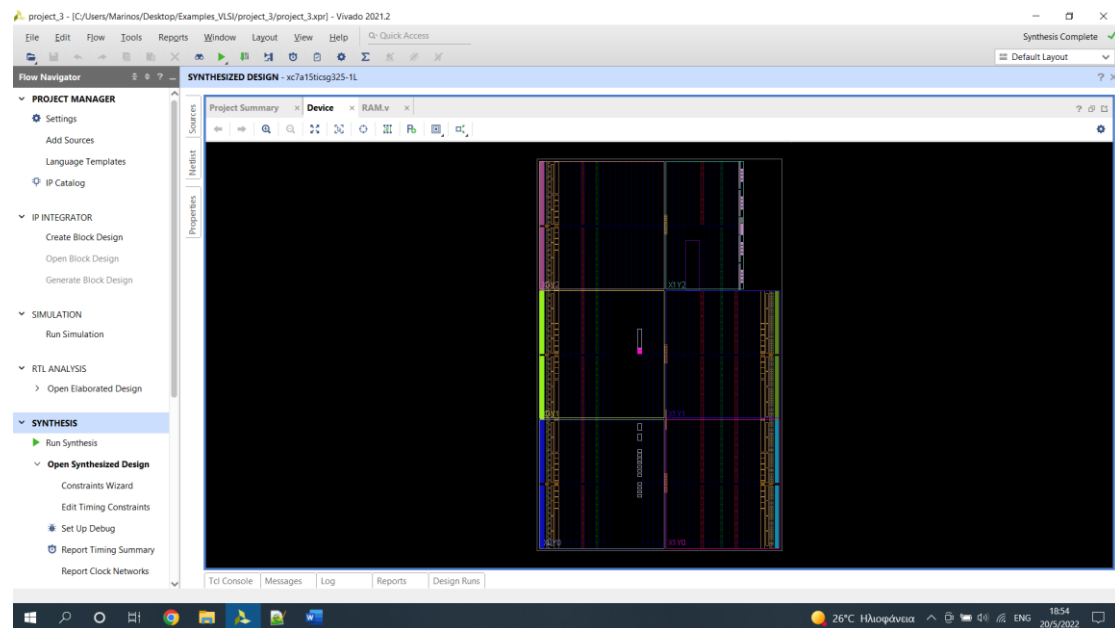 project_3 - [C:/Users/Marinos/Desktop/Examples_VLSI/project_3/project_3.xpr] - Vivado 2021.2
File Edit Flow Tools Reports Window Layout View Help Q- Quick Access
Synthesis Complete
Default Layout
Flow Navigator
SYNTHESIZED DESIGN - xc7a15ticsg325-1L
PROJECT MANAGER
Settings
Add Sources
Language Templates
IP Catalog
IP INTEGRATOR
Create Block Design
Open Block Design
Generate Block Design
SIMULATION
Run Simulation
RTL ANALYSIS
Open Elaborated Design
SYNTHESIS
Run Synthesis
Open Synthesized Design
Constraints Wizard
Edit Timing Constraints
Set Up Debug
Report Timing Summary
Report Clock Networks
Sources
Netlist
Properties
Project Summary Device RAM.v
X0Y2 X1Y2
X0Y1 X1Y1
X0Y0 X1Y0
Tcl Console Messages Log Reports Design Runs
26°C Ηλιοφάνεια ENG
18:54
20/5/2022